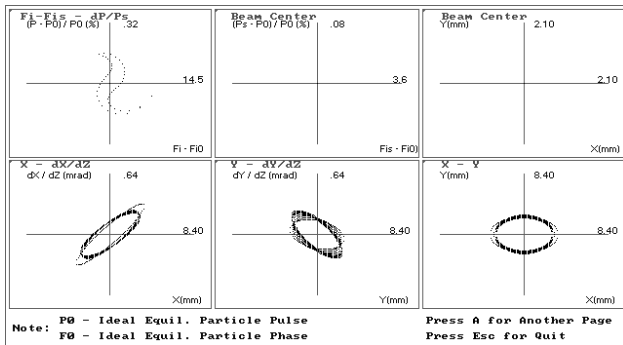 Fi-Fis - dP/Ps
(P - P0) / P0 (%) .32
14.5
Fi - Fi0
Beam Center
(Ps - P0) / P0 (%) .08
3.6
Fis - Fi0)
Beam Center
Y(mm) 2.10
2.10
X(mm)
X - dX/dZ
dX / dZ (mrad) .64
8.40
X(mm)
Y - dY/dZ
dY / dZ (mrad) .64
8.40
Y(mm)
X - Y
Y(mm) 8.40
8.40
X(mm)
Note: P0 - Ideal Equil. Particle Pulse
F0 - Ideal Equil. Particle Phase
Press A for Another Page
Press Esc for Quit